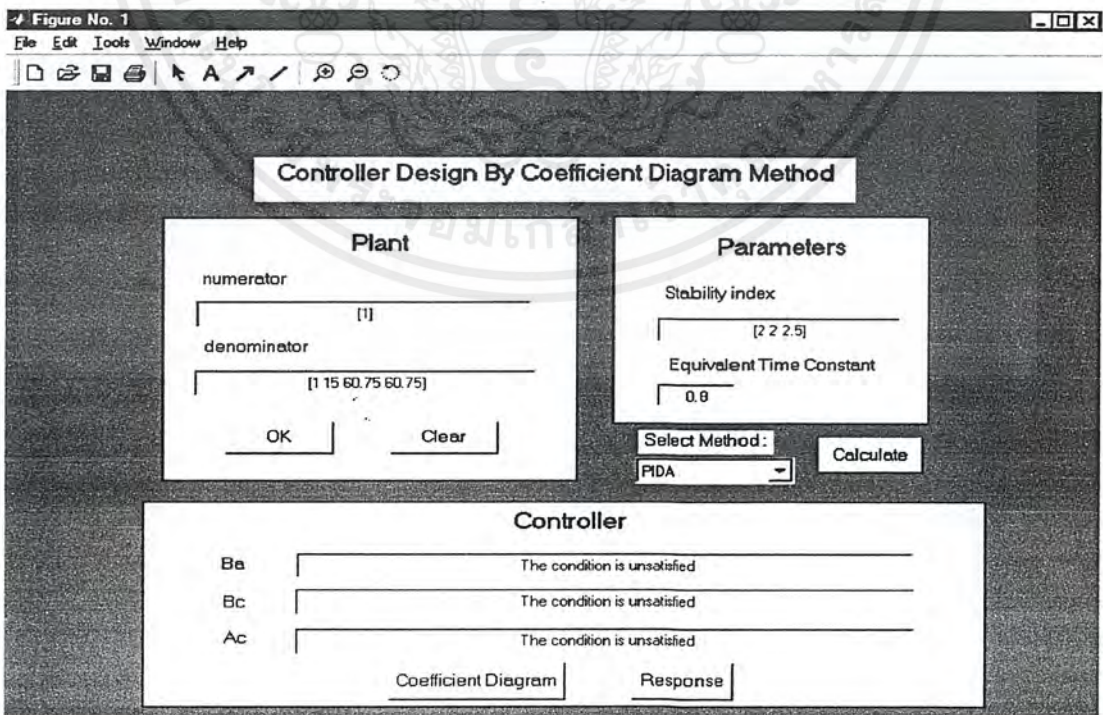 Figure No. 1
File Edit Tools Window Help
Controller Design By Coefficient Diagram Method
Plant
numerator
[1]
denominator
[1 15 60.75 60.75]
OK Clear
Parameters
Stability index
[2 2 2.5]
Equivalent Time Constant
0.8
Select Method :
PIDA
Calculate
Controller
Ba The condition is unsatisfied
Bc The condition is unsatisfied
Ac The condition is unsatisfied
Coefficient Diagram Response